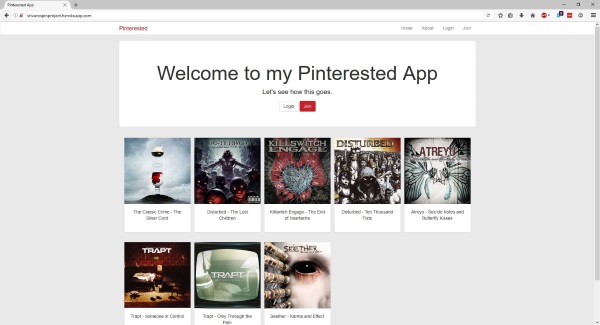 Pinterested App
Pinterested
Home About Login Join
Welcome to my Pinterested App
Let's see how this goes.
Login Join
DISTURBED
KILLSWITCH
ENGAGE
DISTURBED
ATREYU
The Classic Crime - The
Silver Cord
Disturbed - The Lost
Children
Killswitch Engage - The End
of Heartache
Disturbed - Ten Thousand
Fists
Atreyu - Suicide Notes and
Butterfly Kisses
TRAPT
TRAPT
SEETHER
Trapt - Someone in Control
Trapt - Only Through the
Pain
Seether - Karma and Effect